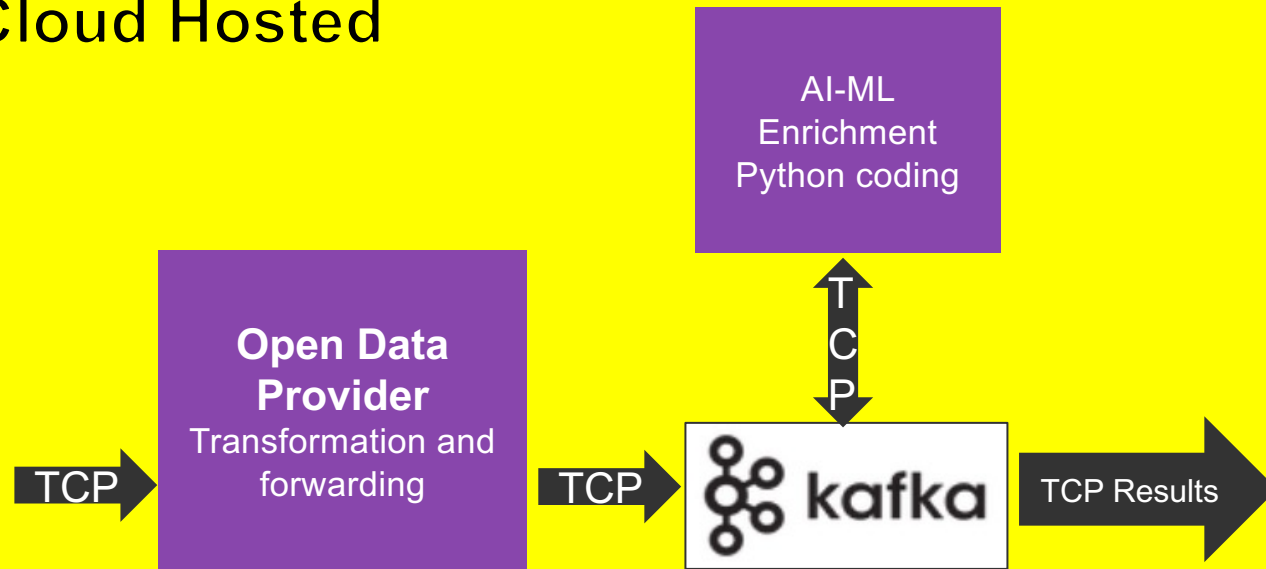 Cloud Hosted
AI-ML
Enrichment
Python coding
T
C
P
Open Data
Provider
Transformation and
forwarding
TCP
TCP
kafka
TCP Results